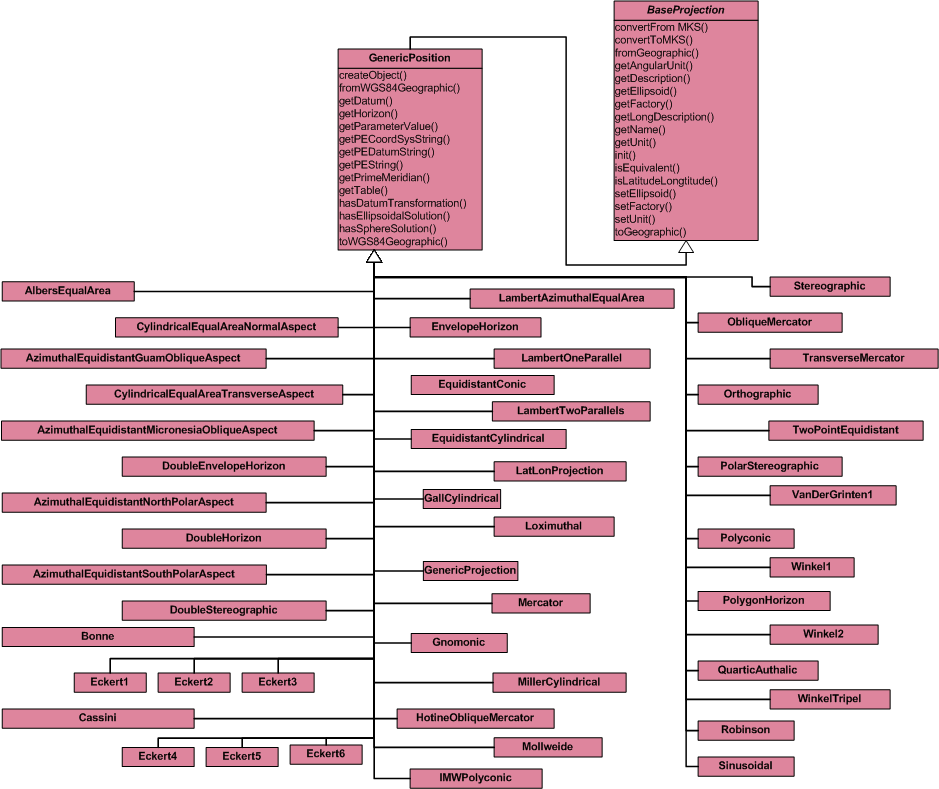 BaseProjection
convertFrom MKS()
convertToMKS()
fromGeographic()
getAngularUnit()
getDescription()
getEllipsoid()
getFactory()
getLongDescription()
getName()
getUnit()
init()
isEquivalent()
isLatitudeLongtitude()
setEllipsoid()
setFactory()
setUnit()
toGeographic()
GenericPosition
createObject()
fromWGS84Geographic()
getDatum()
getHorizon()
getParameterValue()
getPECoordSysString()
getPEDatumString()
getPEString()
getPrimeMeridian()
getTable()
hasDatumTransformation()
hasEllipsoidalSolution()
hasSphereSolution()
toWGS84Geographic()
AlbersEqualArea
CylindricalEqualAreaNormalAspect
AzimuthalEquidistantGuamObliqueAspect
CylindricalEqualAreaTransverseAspect
AzimuthalEquidistantMicronesiaObliqueAspect
DoubleEnvelopeHorizon
AzimuthalEquidistantNorthPolarAspect
DoubleHorizon
AzimuthalEquidistantSouthPolarAspect
DoubleStereographic
Bonne
Eckert1
Eckert2
Eckert3
Cassini
Eckert4
Eckert5
Eckert6
LambertAzimuthalEqualArea
EnvelopeHorizon
LambertOneParallel
EquidistantConic
LambertTwoParallels
EquidistantCylindrical
LatLonProjection
GallCylindrical
Loximuthal
GenericProjection
Mercator
Gnomonic
MillerCylindrical
HotineObliqueMercator
Mollweide
IMWPolyconic
Stereographic
ObliqueMercator
TransverseMercator
Orthographic
TwoPointEquidistant
PolarStereographic
VanDerGrinten1
Polyconic
Winkel1
PolygonHorizon
Winkel2
QuarticAuthalic
WinkelTripel
Robinson
Sinusoidal